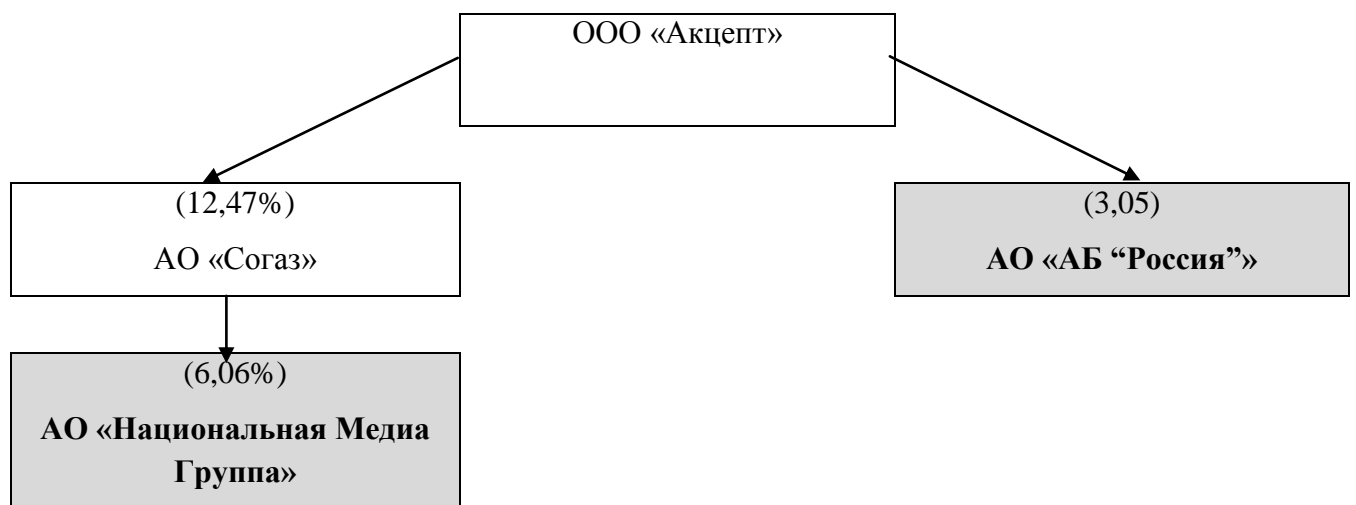 ООО «Акцепт»
(12,47%)
АО «Согаз»
(3,05)
АО «АБ “Россия”»
(6,06%)
АО «Национальная Медиа
Группа»